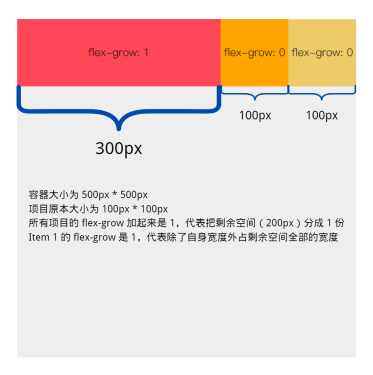 flex-grow: 1 flex-grow: 0 flex-grow: 0
100px 100px
300px
容器大小为 500px * 500px
项目原本大小为 100px * 100px
所有项目的 flex-grow 加起来是 1，代表把剩余空间（200px）分成 1 份
Item 1 的 flex-grow 是 1，代表除了自身宽度外占剩余空间全部的宽度